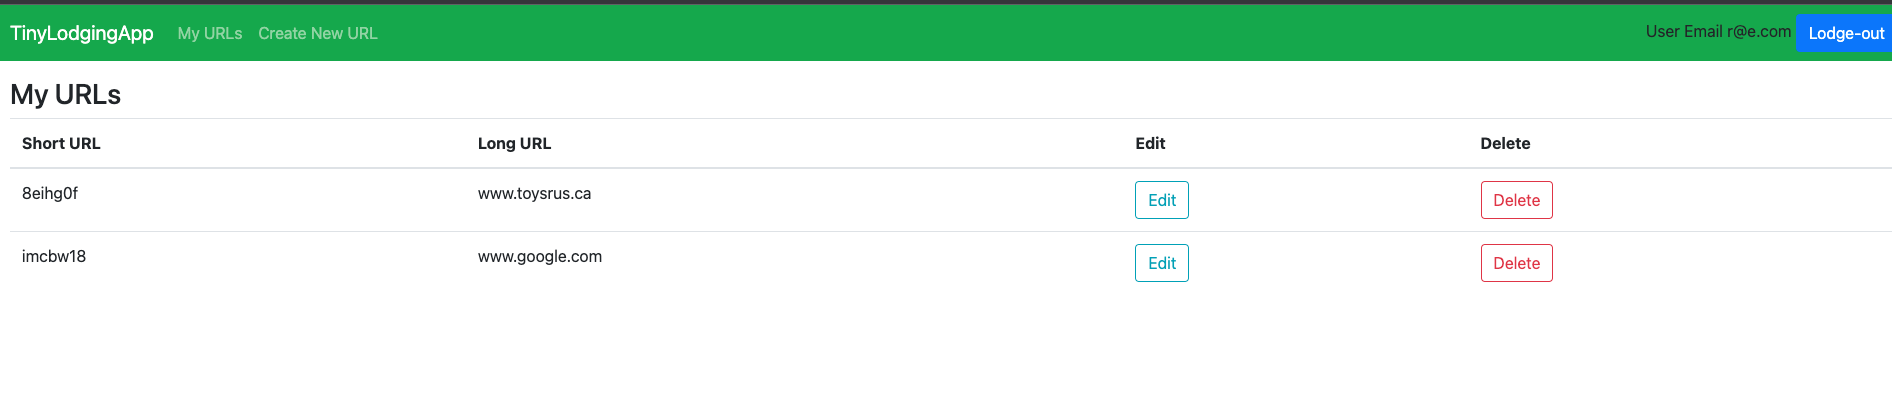 TinyLodgingApp My URLs Create New URL User Email r@e.com Lodge-out
My URLs
Short URL Long URL Edit Delete
8eihg0f www.toysrus.ca Edit Delete
imcbw18 www.google.com Edit Delete